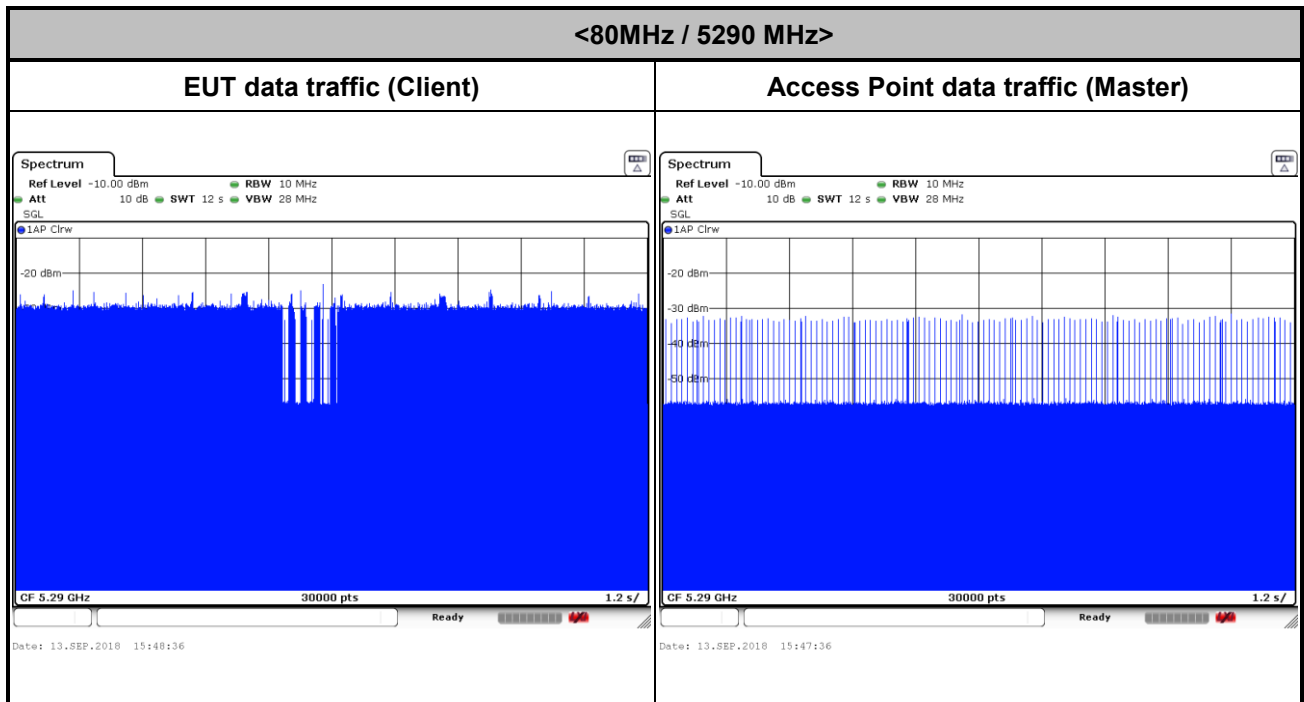 <80MHz / 5290 MHz>
EUT data traffic (Client)
Access Point data traffic (Master)
Spectrum
Ref Level -10.00 dBm RBW 10 MHz
Att 10 dB SWT 12 s VBW 28 MHz
SGL
1AP Clrw
-20 dBm
CF 5.29 GHz 30000 pts 1.2 s/
Ready
Date: 13.SEP.2018 15:48:36
Spectrum
Ref Level -10.00 dBm RBW 10 MHz
Att 10 dB SWT 12 s VBW 28 MHz
SGL
1AP Clrw
-20 dBm
-30 dBm
-40 dBm
-50 dBm
CF 5.29 GHz 30000 pts 1.2 s/
Ready
Date: 13.SEP.2018 15:47:36